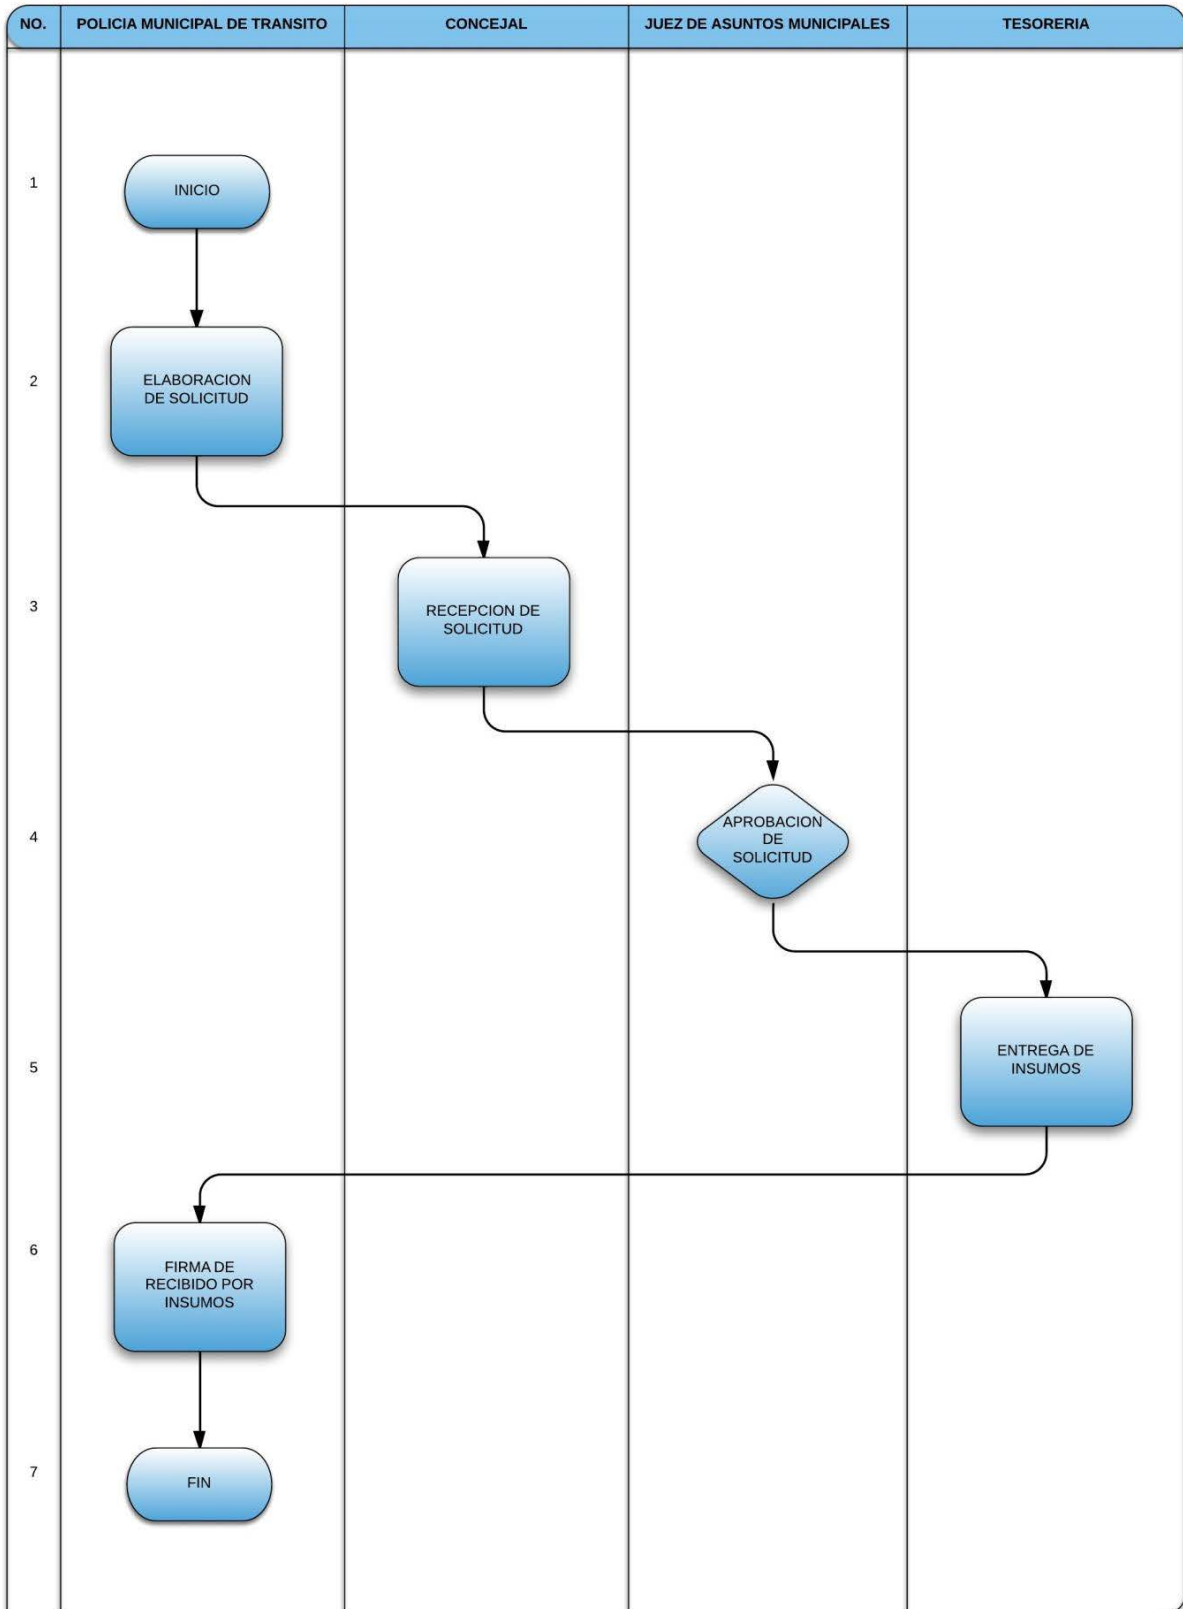 NO. POLICIA MUNICIPAL DE TRANSITO CONCEJAL JUEZ DE ASUNTOS MUNICIPALES TESORERIA
1 INICIO
2 ELABORACION
DE SOLICITUD
3 RECEPCION DE
SOLICITUD
4 APROBACION
DE
SOLICITUD
5 ENTREGA DE
INSUMOS
6 FIRMA DE
RECIBIDO POR
INSUMOS
7 FIN